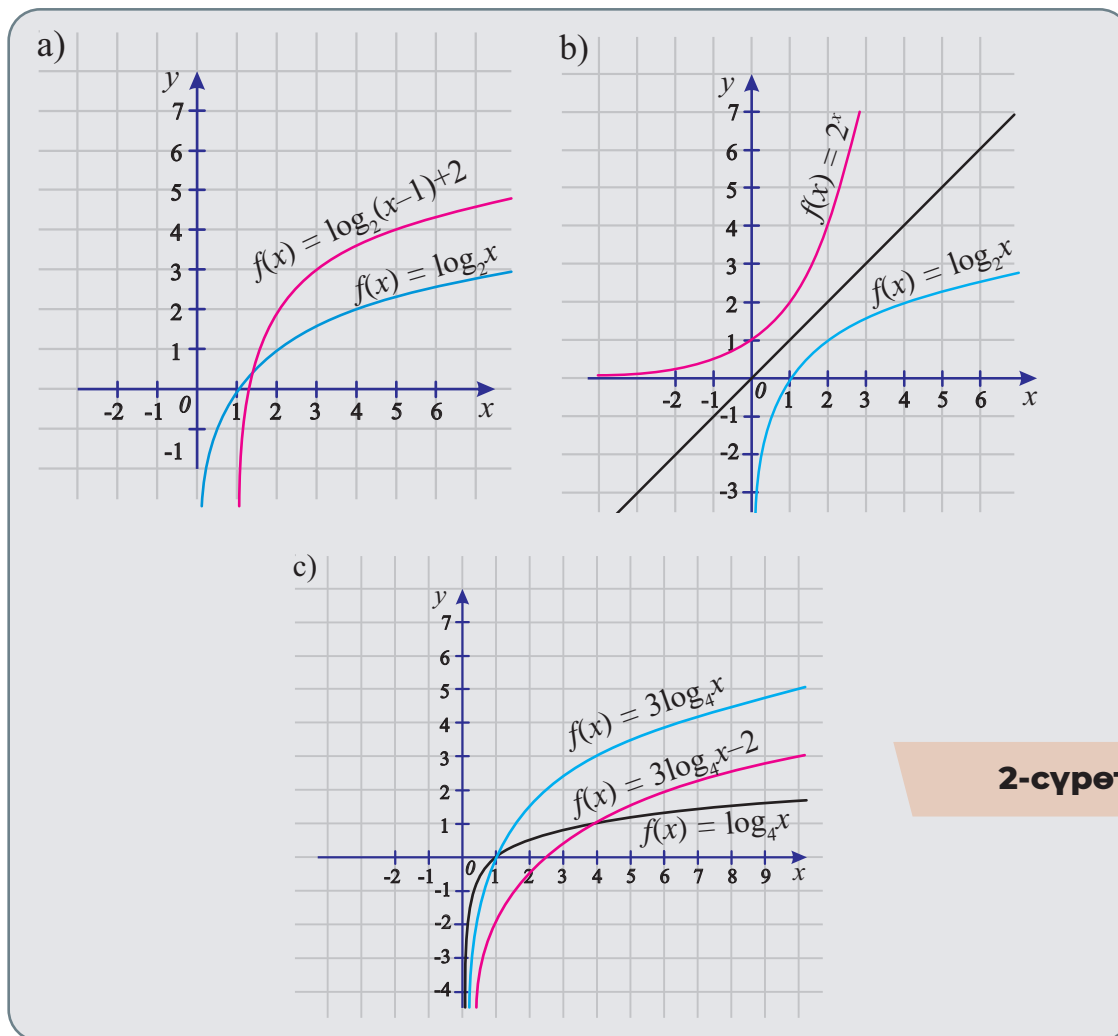 a)
y
7
6
5
4
3
2
1
-2 -1 0 1 2 3 4 5 6 x
-1
f(x) = log₂(x–1)+2
f(x) = log₂x
b)
y
7
6
5
4
3
2
1
-2 -1 0 1 2 3 4 5 6 x
-1
-2
-3
f(x) = 2ˣ
f(x) = log₂x
c)
y
7
6
5
4
3
2
1
-2 -1 0 1 2 3 4 5 6 7 8 9 x
-1
-2
-3
-4
f(x) = 3log₄x
f(x) = 3log₄x–2
f(x) = log₄x
2-сүрөт